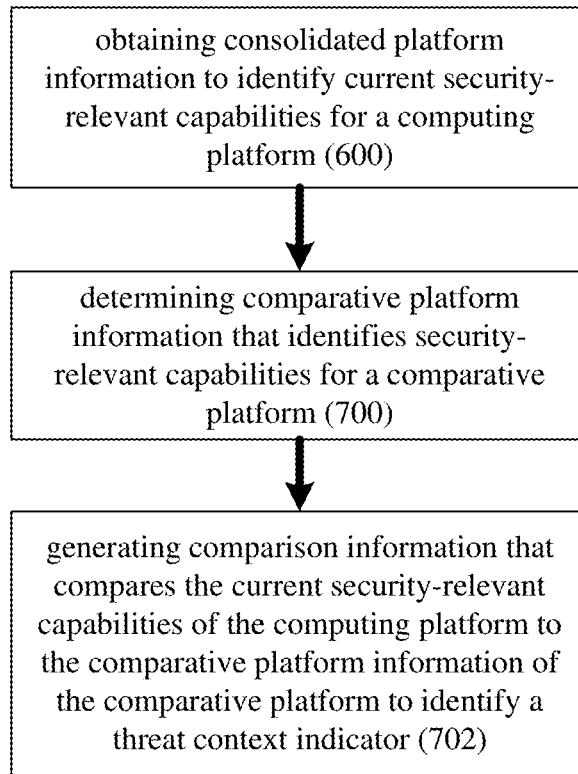 obtaining consolidated platform
information to identify current security-
relevant capabilities for a computing
platform (600)
determining comparative platform
information that identifies security-
relevant capabilities for a comparative
platform (700)
generating comparison information that
compares the current security-relevant
capabilities of the computing platform to
the comparative platform information of
the comparative platform to identify a
threat context indicator (702)